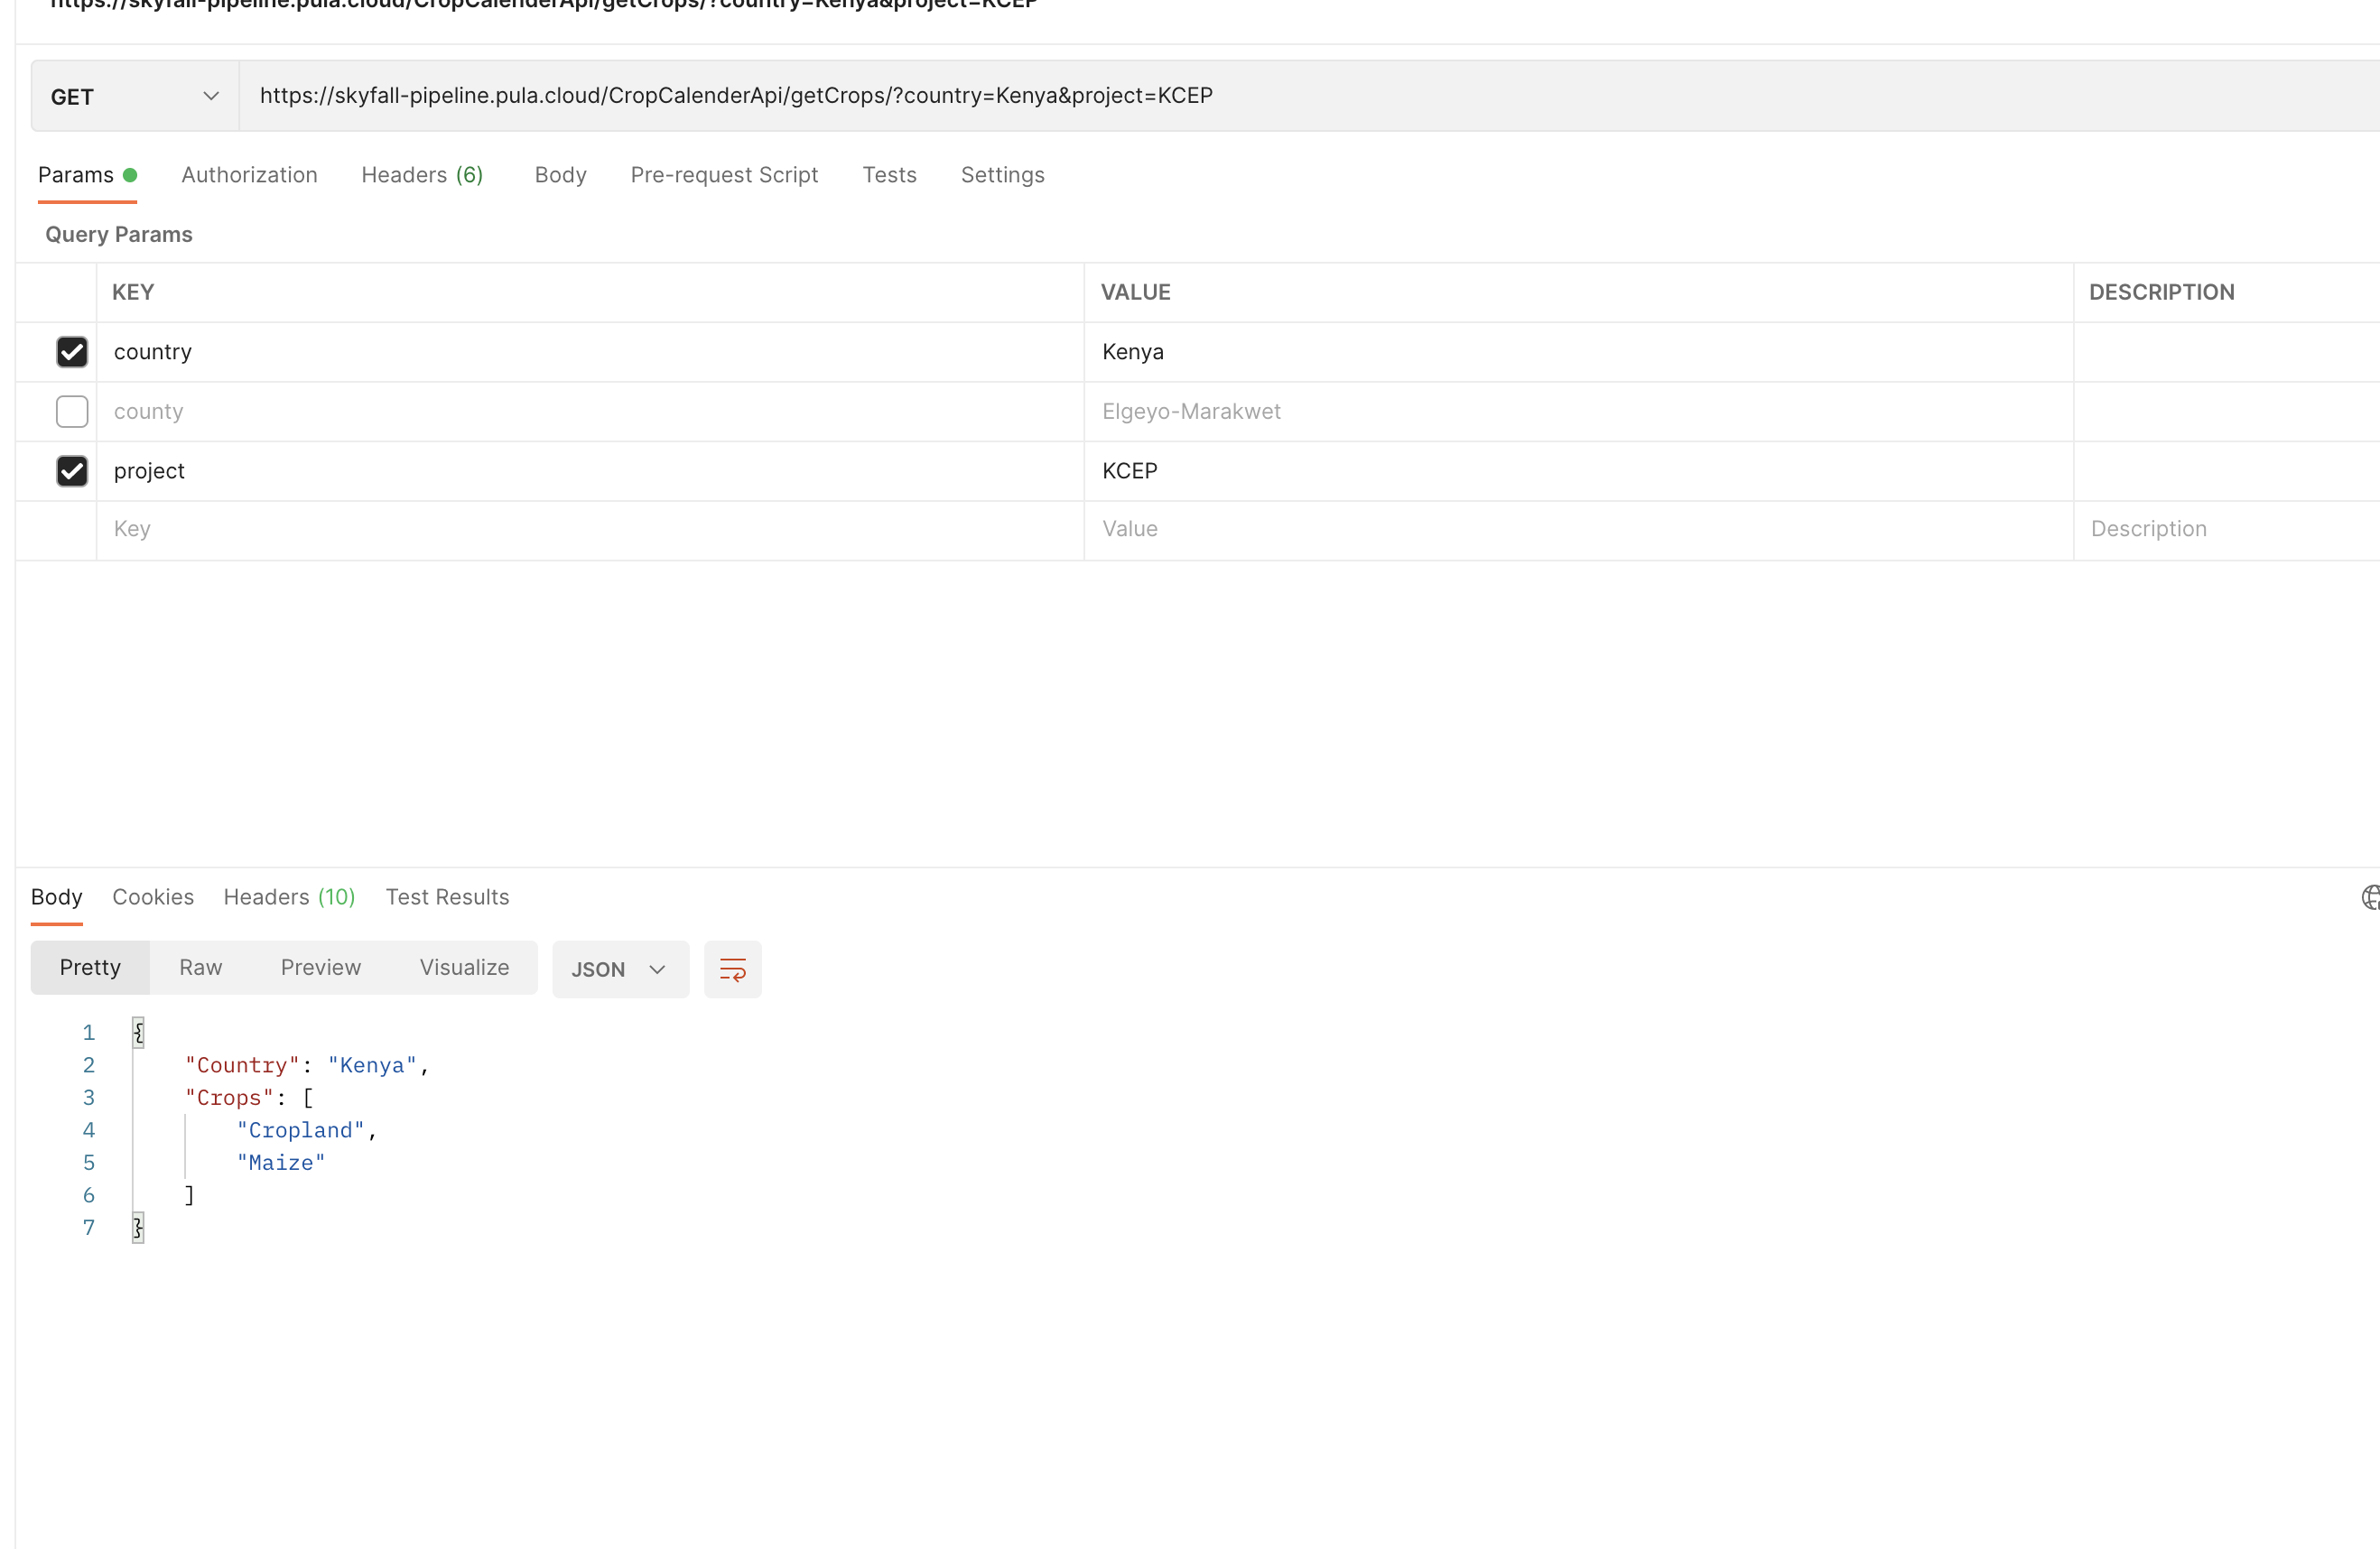 https://skyfall-pipeline.pula.cloud/CropCalenderApi/getCrops/?country=Kenya&project=KCEP
GET https://skyfall-pipeline.pula.cloud/CropCalenderApi/getCrops/?country=Kenya&project=KCEP
Params Authorization Headers (6) Body Pre-request Script Tests Settings
Query Params
KEY VALUE DESCRIPTION
country Kenya
county Elgeyo-Marakwet
project KCEP
Key Value Description
Body Cookies Headers (10) Test Results
Pretty Raw Preview Visualize JSON
1 {
2 "Country": "Kenya",
3 "Crops": [
4 "Cropland",
5 "Maize"
6 ]
7 }